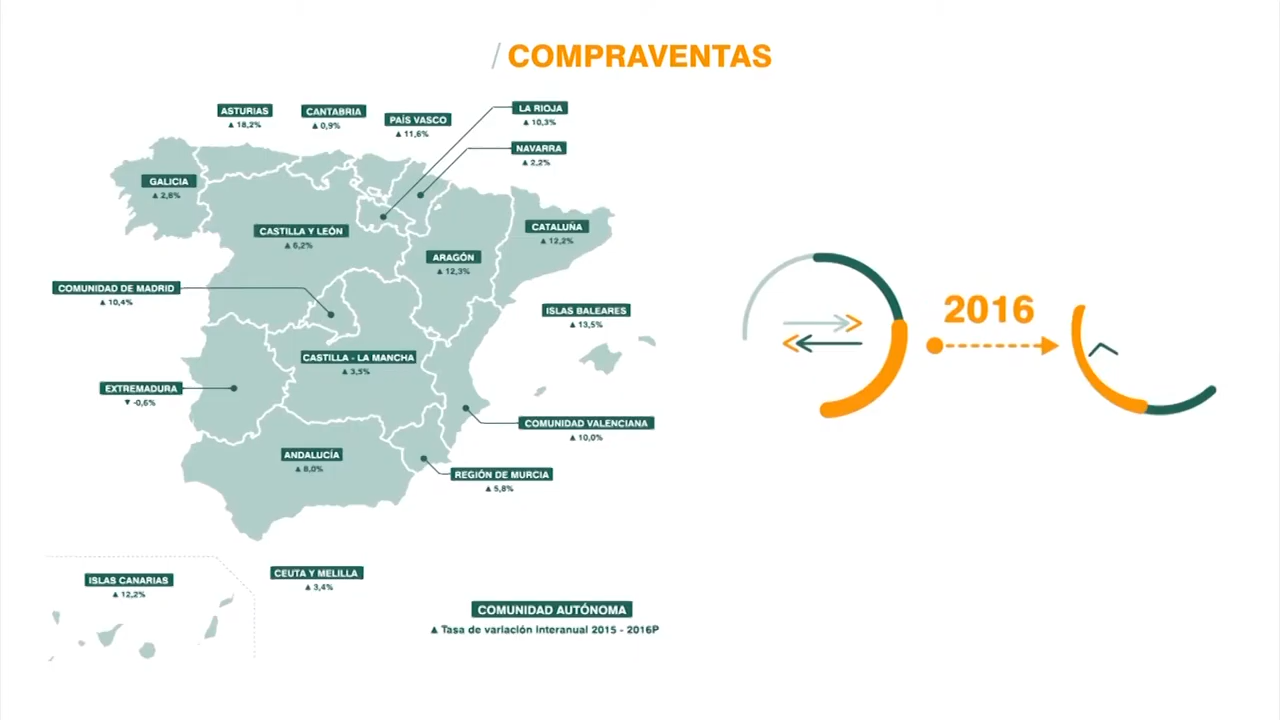 / COMPRAVENTAS
ASTURIAS
▲ 18,2%
CANTABRIA
▲ 0,9%
PAÍS VASCO
▲ 11,6%
LA RIOJA
▲ 10,3%
NAVARRA
▲ 2,2%
GALICIA
▲ 2,8%
CASTILLA Y LEÓN
▲ 6,2%
ARAGÓN
▲ 12,3%
CATALUÑA
▲ 12,2%
COMUNIDAD DE MADRID
▲ 10,4%
ISLAS BALEARES
▲ 13,5%
CASTILLA - LA MANCHA
▲ 3,5%
EXTREMADURA
▼ -0,6%
COMUNIDAD VALENCIANA
▲ 10,0%
ANDALUCÍA
▲ 8,0%
REGIÓN DE MURCIA
▲ 5,8%
ISLAS CANARIAS
▲ 12,2%
CEUTA Y MELILLA
▲ 3,4%
COMUNIDAD AUTÓNOMA
▲ Tasa de variación interanual 2015 - 2016P
2016